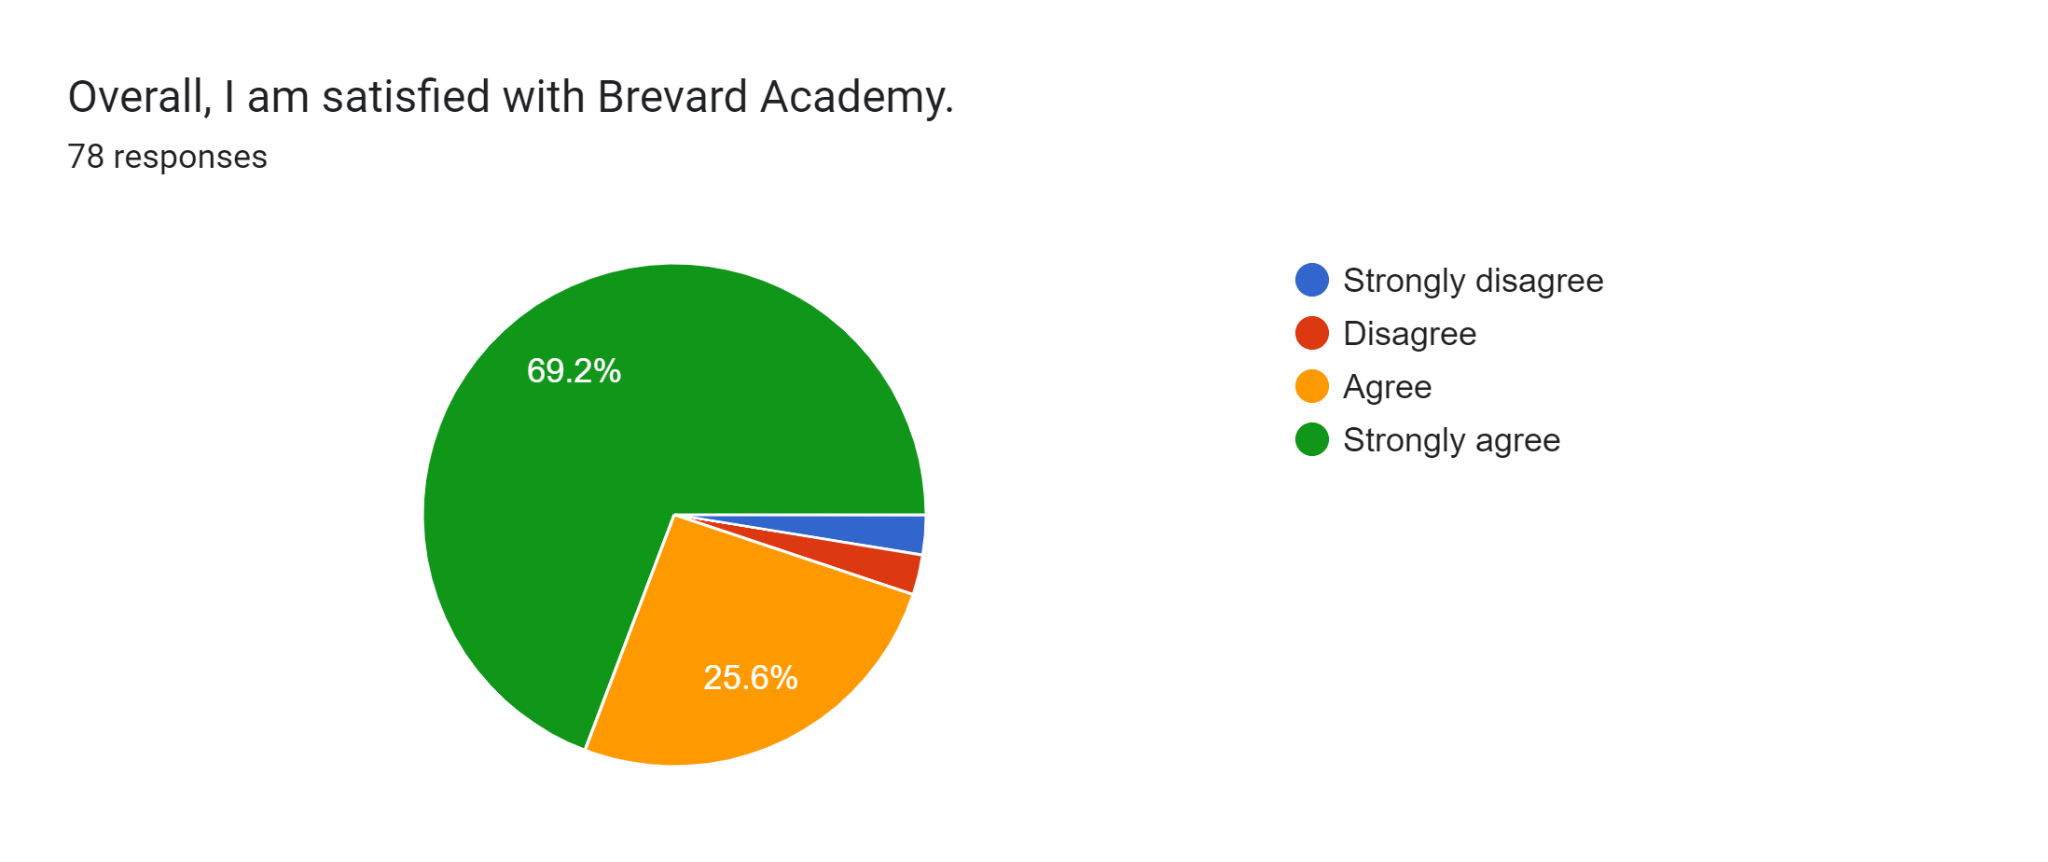 Overall, I am satisfied with Brevard Academy.
78 responses
69.2%
25.6%
Strongly disagree
Disagree
Agree
Strongly agree